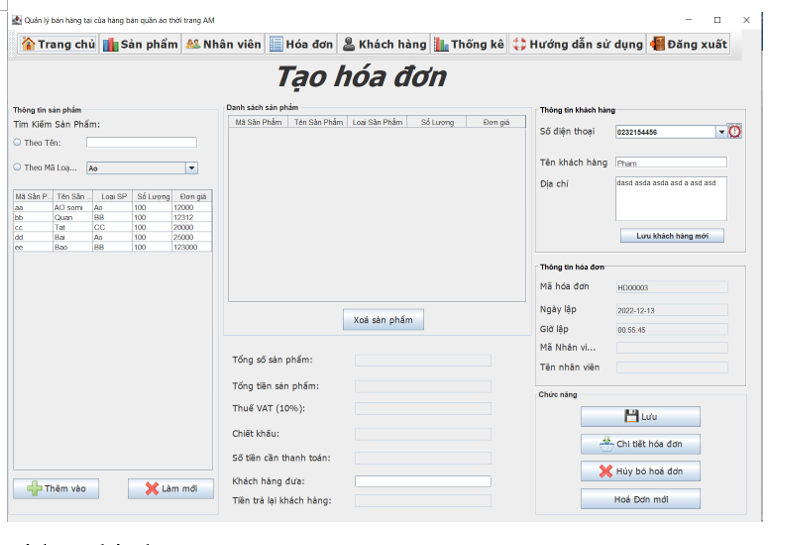 Quản lý bán hàng tại cửa hàng bán quần áo thời trang AM
Trang chủ Sản phẩm Nhân viên Hóa đơn Khách hàng Thống kê Hướng dẫn sử dụng Đăng xuất
Tạo hóa đơn
Thông tin sản phẩm
Tìm Kiếm Sản Phẩm:
Theo Tên:
Theo Mã Loạ... Ao
Mã Sản P... Tên Sản ... Loại SP Số Lượng Đơn giá
aa AO somi Ao 100 12000
bb Quan BB 100 12312
cc Tat CC 100 20000
dd Bai Ao 100 25000
ee Bao BB 100 123000
Thêm vào Làm mới
Danh sách sản phẩm
Mã Sản Phẩm Tên Sản Phẩm Loại Sản Phẩm Số Lượng Đơn giá
Xoá sản phẩm
Tổng số sản phẩm:
Tổng tiền sản phẩm:
Thuế VAT (10%):
Chiết khấu:
Số tiền cần thanh toán:
Khách hàng đưa:
Tiền trả lại khách hàng:
Thông tin khách hàng
Số điện thoại 0232154456
Tên khách hàng Pham
Địa chỉ dasd asda asda asd a asd asd
Lưu khách hàng mới
Thông tin hóa đơn
Mã hóa đơn HD00003
Ngày lập 2022-12-13
Giờ lập 00:55:45
Mã Nhân vi...
Tên nhân viên
Chức năng
Lưu
Chi tiết hóa đơn
Hủy bỏ hoá đơn
Hoá Đơn mới